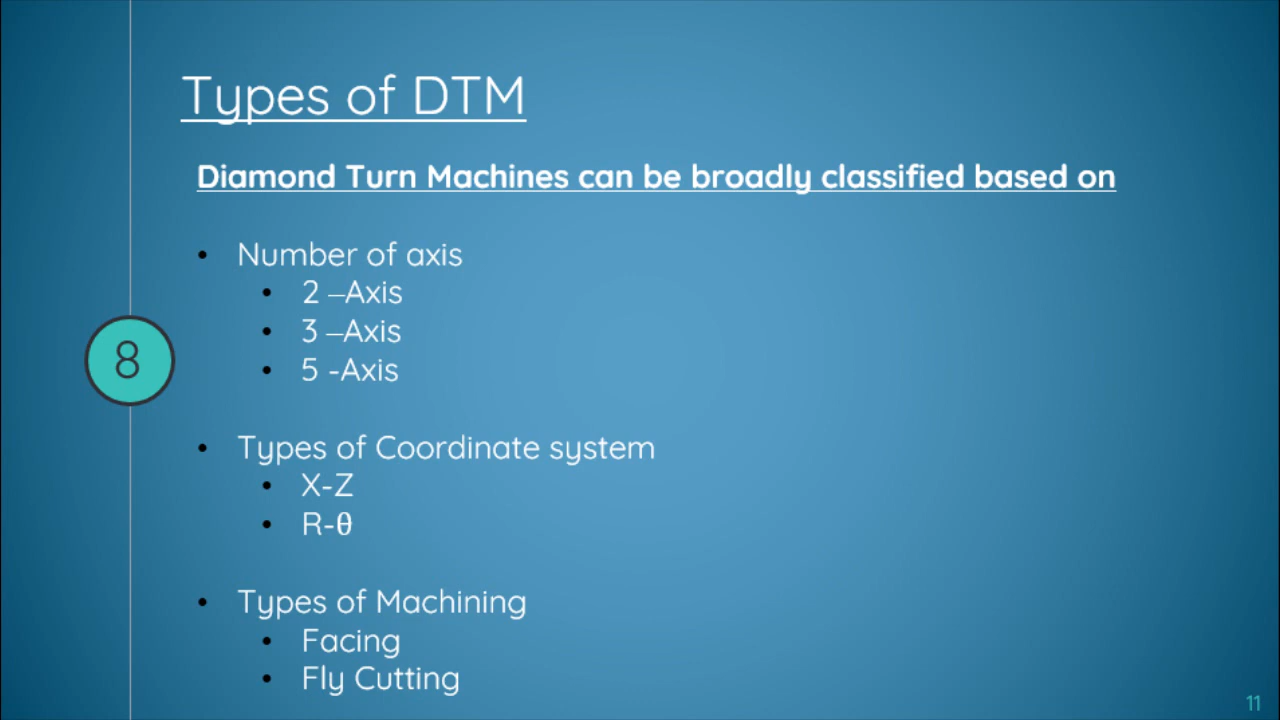 Types of DTM
Diamond Turn Machines can be broadly classified based on
• Number of axis
• 2 –Axis
• 3 –Axis
• 5 -Axis
8
• Types of Coordinate system
• X-Z
• R-θ
• Types of Machining
• Facing
• Fly Cutting
11